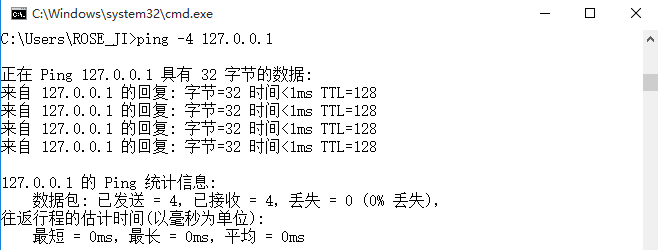 C:\Windows\system32\cmd.exe
C:\Users\ROSE_JI>ping -4 127.0.0.1
正在 Ping 127.0.0.1 具有 32 字节的数据:
来自 127.0.0.1 的回复: 字节=32 时间<1ms TTL=128
来自 127.0.0.1 的回复: 字节=32 时间<1ms TTL=128
来自 127.0.0.1 的回复: 字节=32 时间<1ms TTL=128
来自 127.0.0.1 的回复: 字节=32 时间<1ms TTL=128
127.0.0.1 的 Ping 统计信息:
数据包: 已发送 = 4，已接收 = 4，丢失 = 0 (0% 丢失)，
往返行程的估计时间(以毫秒为单位):
最短 = 0ms，最长 = 0ms，平均 = 0ms